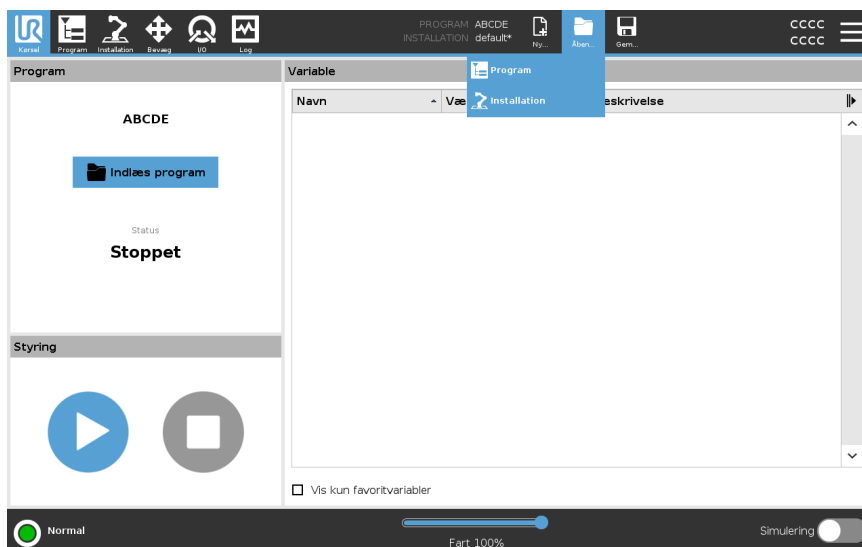 UR
Kørsel Program Installation Bevæg I/O Log
PROGRAM ABCDE
INSTALLATION default*
Ny... Åben... Gem...
CCCC
CCCC
Program
Variable
Program
Installation
Navn Væ eskrivelse
ABCDE
Indlæs program
Status
Stoppet
Styring
Vis kun favoritvariabler
Normal
Fart 100%
Simulering